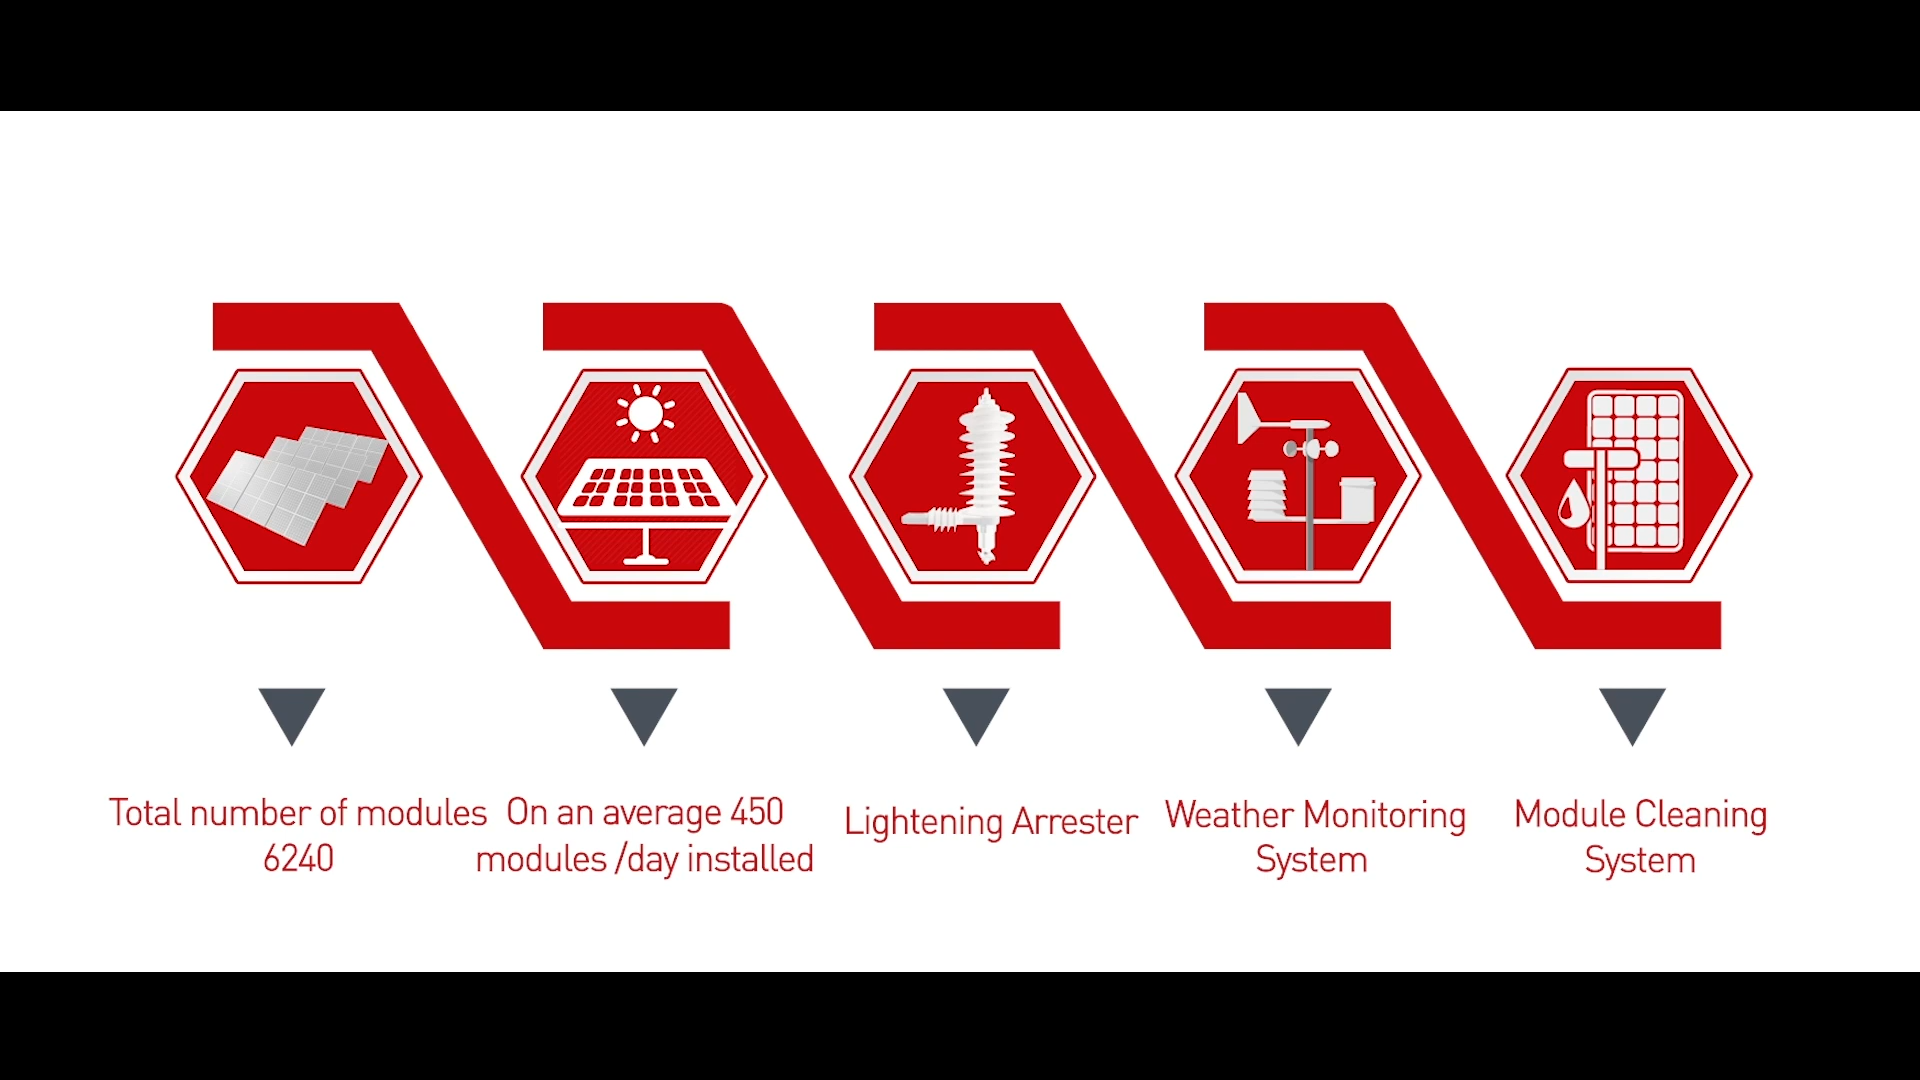 Total number of modules
6240
On an average 450
modules /day installed
Lightening Arrester
Weather Monitoring
System
Module Cleaning
System